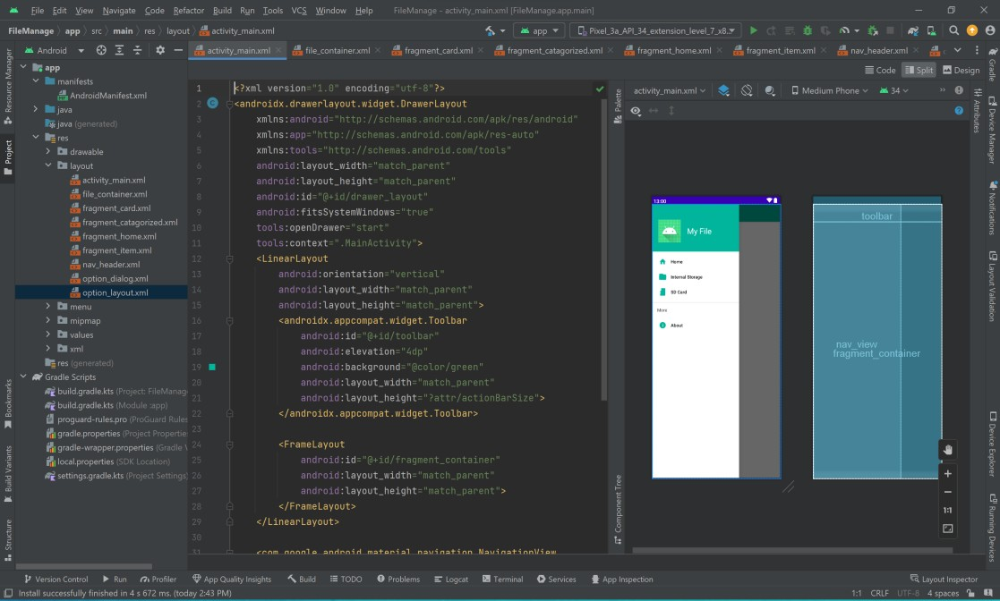 File Edit View Navigate Code Refactor Build Run Tools VCS Window Help FileManage - activity_main.xml [FileManage.app.main]
FileManage app src main res layout activity_main.xml app Pixel_3a_API_34_extension_level_7_x8...
Android
activity_main.xml file_container.xml fragment_card.xml fragment_catagorized.xml fragment_home.xml fragment_item.xml nav_header.xml
Code Split Design
Resource Manager
Project
Bookmarks
Build Variants
Structure
app
manifests
AndroidManifest.xml
java
java (generated)
res
drawable
layout
activity_main.xml
file_container.xml
fragment_card.xml
fragment_catagorized.xml
fragment_home.xml
fragment_item.xml
nav_header.xml
option_dialog.xml
option_layout.xml
menu
mipmap
values
xml
res (generated)
Gradle Scripts
build.gradle.kts (Project: FileManage
build.gradle.kts (Module :app)
proguard-rules.pro (ProGuard Rules
gradle.properties (Project Properties
gradle-wrapper.properties (Gradle V
local.properties (SDK Location)
settings.gradle.kts (Project Settings)
1 <?xml version="1.0" encoding="utf-8"?>
2 <androidx.drawerlayout.widget.DrawerLayout
3 xmlns:android="http://schemas.android.com/apk/res/android"
4 xmlns:app="http://schemas.android.com/apk/res-auto"
5 xmlns:tools="http://schemas.android.com/tools"
6 android:layout_width="match_parent"
7 android:layout_height="match_parent"
8 android:id="@+id/drawer_layout"
9 android:fitsSystemWindows="true"
10 tools:openDrawer="start"
11 tools:context=".MainActivity">
12 <LinearLayout
13 android:orientation="vertical"
14 android:layout_width="match_parent"
15 android:layout_height="match_parent">
16 <androidx.appcompat.widget.Toolbar
17 android:id="@+id/toolbar"
18 android:elevation="4dp"
19 android:background="@color/green"
20 android:layout_width="match_parent"
21 android:layout_height="?attr/actionBarSize">
22 </androidx.appcompat.widget.Toolbar>
23
24 <FrameLayout
25 android:id="@+id/fragment_container"
26 android:layout_width="match_parent"
27 android:layout_height="match_parent">
28 </FrameLayout>
29 </LinearLayout>
30
31 <com.google.android.material.navigation.NavigationView
Palette
Component Tree
activity_main.xml Medium Phone 34
13:00
My File
Home
Internal Storage
SD Card
More
About
toolbar
nav_view
fragment_container
1:1
Gradle
Attributes
Device Manager
Notifications
Layout Validation
Device Explorer
Running Devices
Version Control Run Profiler App Quality Insights Build TODO Problems Logcat Terminal Services App Inspection Layout Inspector
Install successfully finished in 4 s 672 ms. (today 2:43 PM) 1:1 CRLF UTF-8 4 spaces